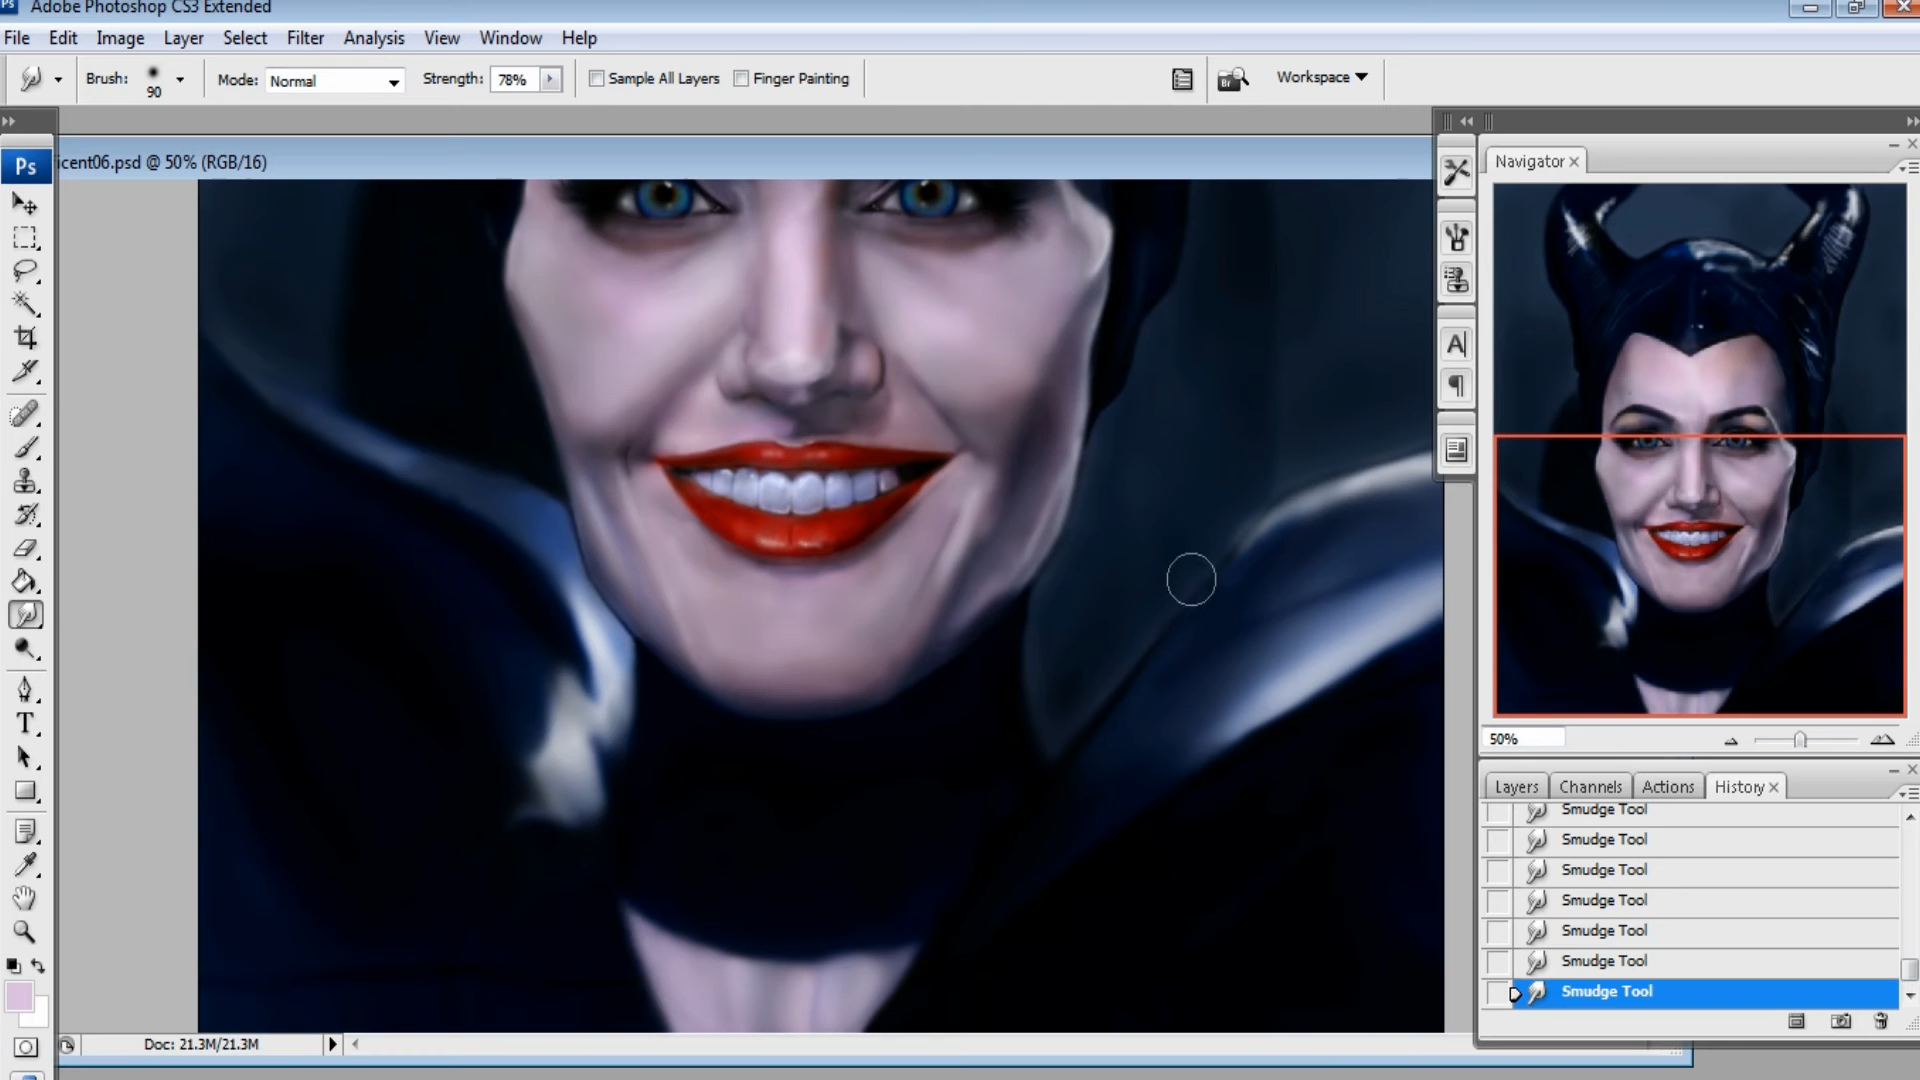 Ps Adobe Photoshop CS3 Extended
File Edit Image Layer Select Filter Analysis View Window Help
Brush: 90 Mode: Normal Strength: 78% Sample All Layers Finger Painting Br Workspace
Ps
icent06.psd @ 50% (RGB/16)
Navigator
50%
Layers Channels Actions History
Smudge Tool
Smudge Tool
Smudge Tool
Smudge Tool
Smudge Tool
Smudge Tool
Smudge Tool
Doc: 21.3M/21.3M